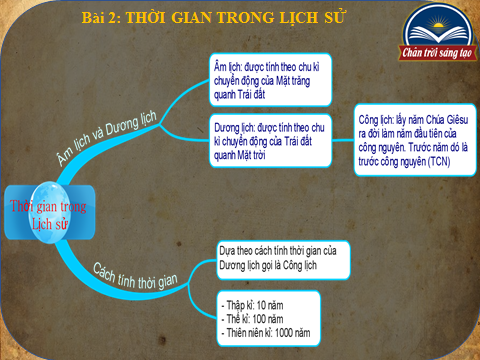 Bài 2: THỜI GIAN TRONG LỊCH SỬ
Chân trời sáng tạo
Âm lịch: được tính theo chu kì
chuyển động của Mặt trăng
quanh Trái đất
Âm lịch và Dương lịch
Dương lịch: được tính theo chu
kì chuyển động của Trái đất
quanh Mặt trời
Công lịch: lấy năm Chúa Giêsu
ra đời làm năm đầu tiên của
công nguyên. Trước năm dó là
trước công nguyên (TCN)
Thời gian trong
Lịch sử
Cách tính thời gian
Dựa theo cách tính thời gian của
Dương lịch gọi là Công lịch
- Thập kỉ: 10 năm
- Thế kỉ: 100 năm
- Thiên niên kỉ: 1000 năm